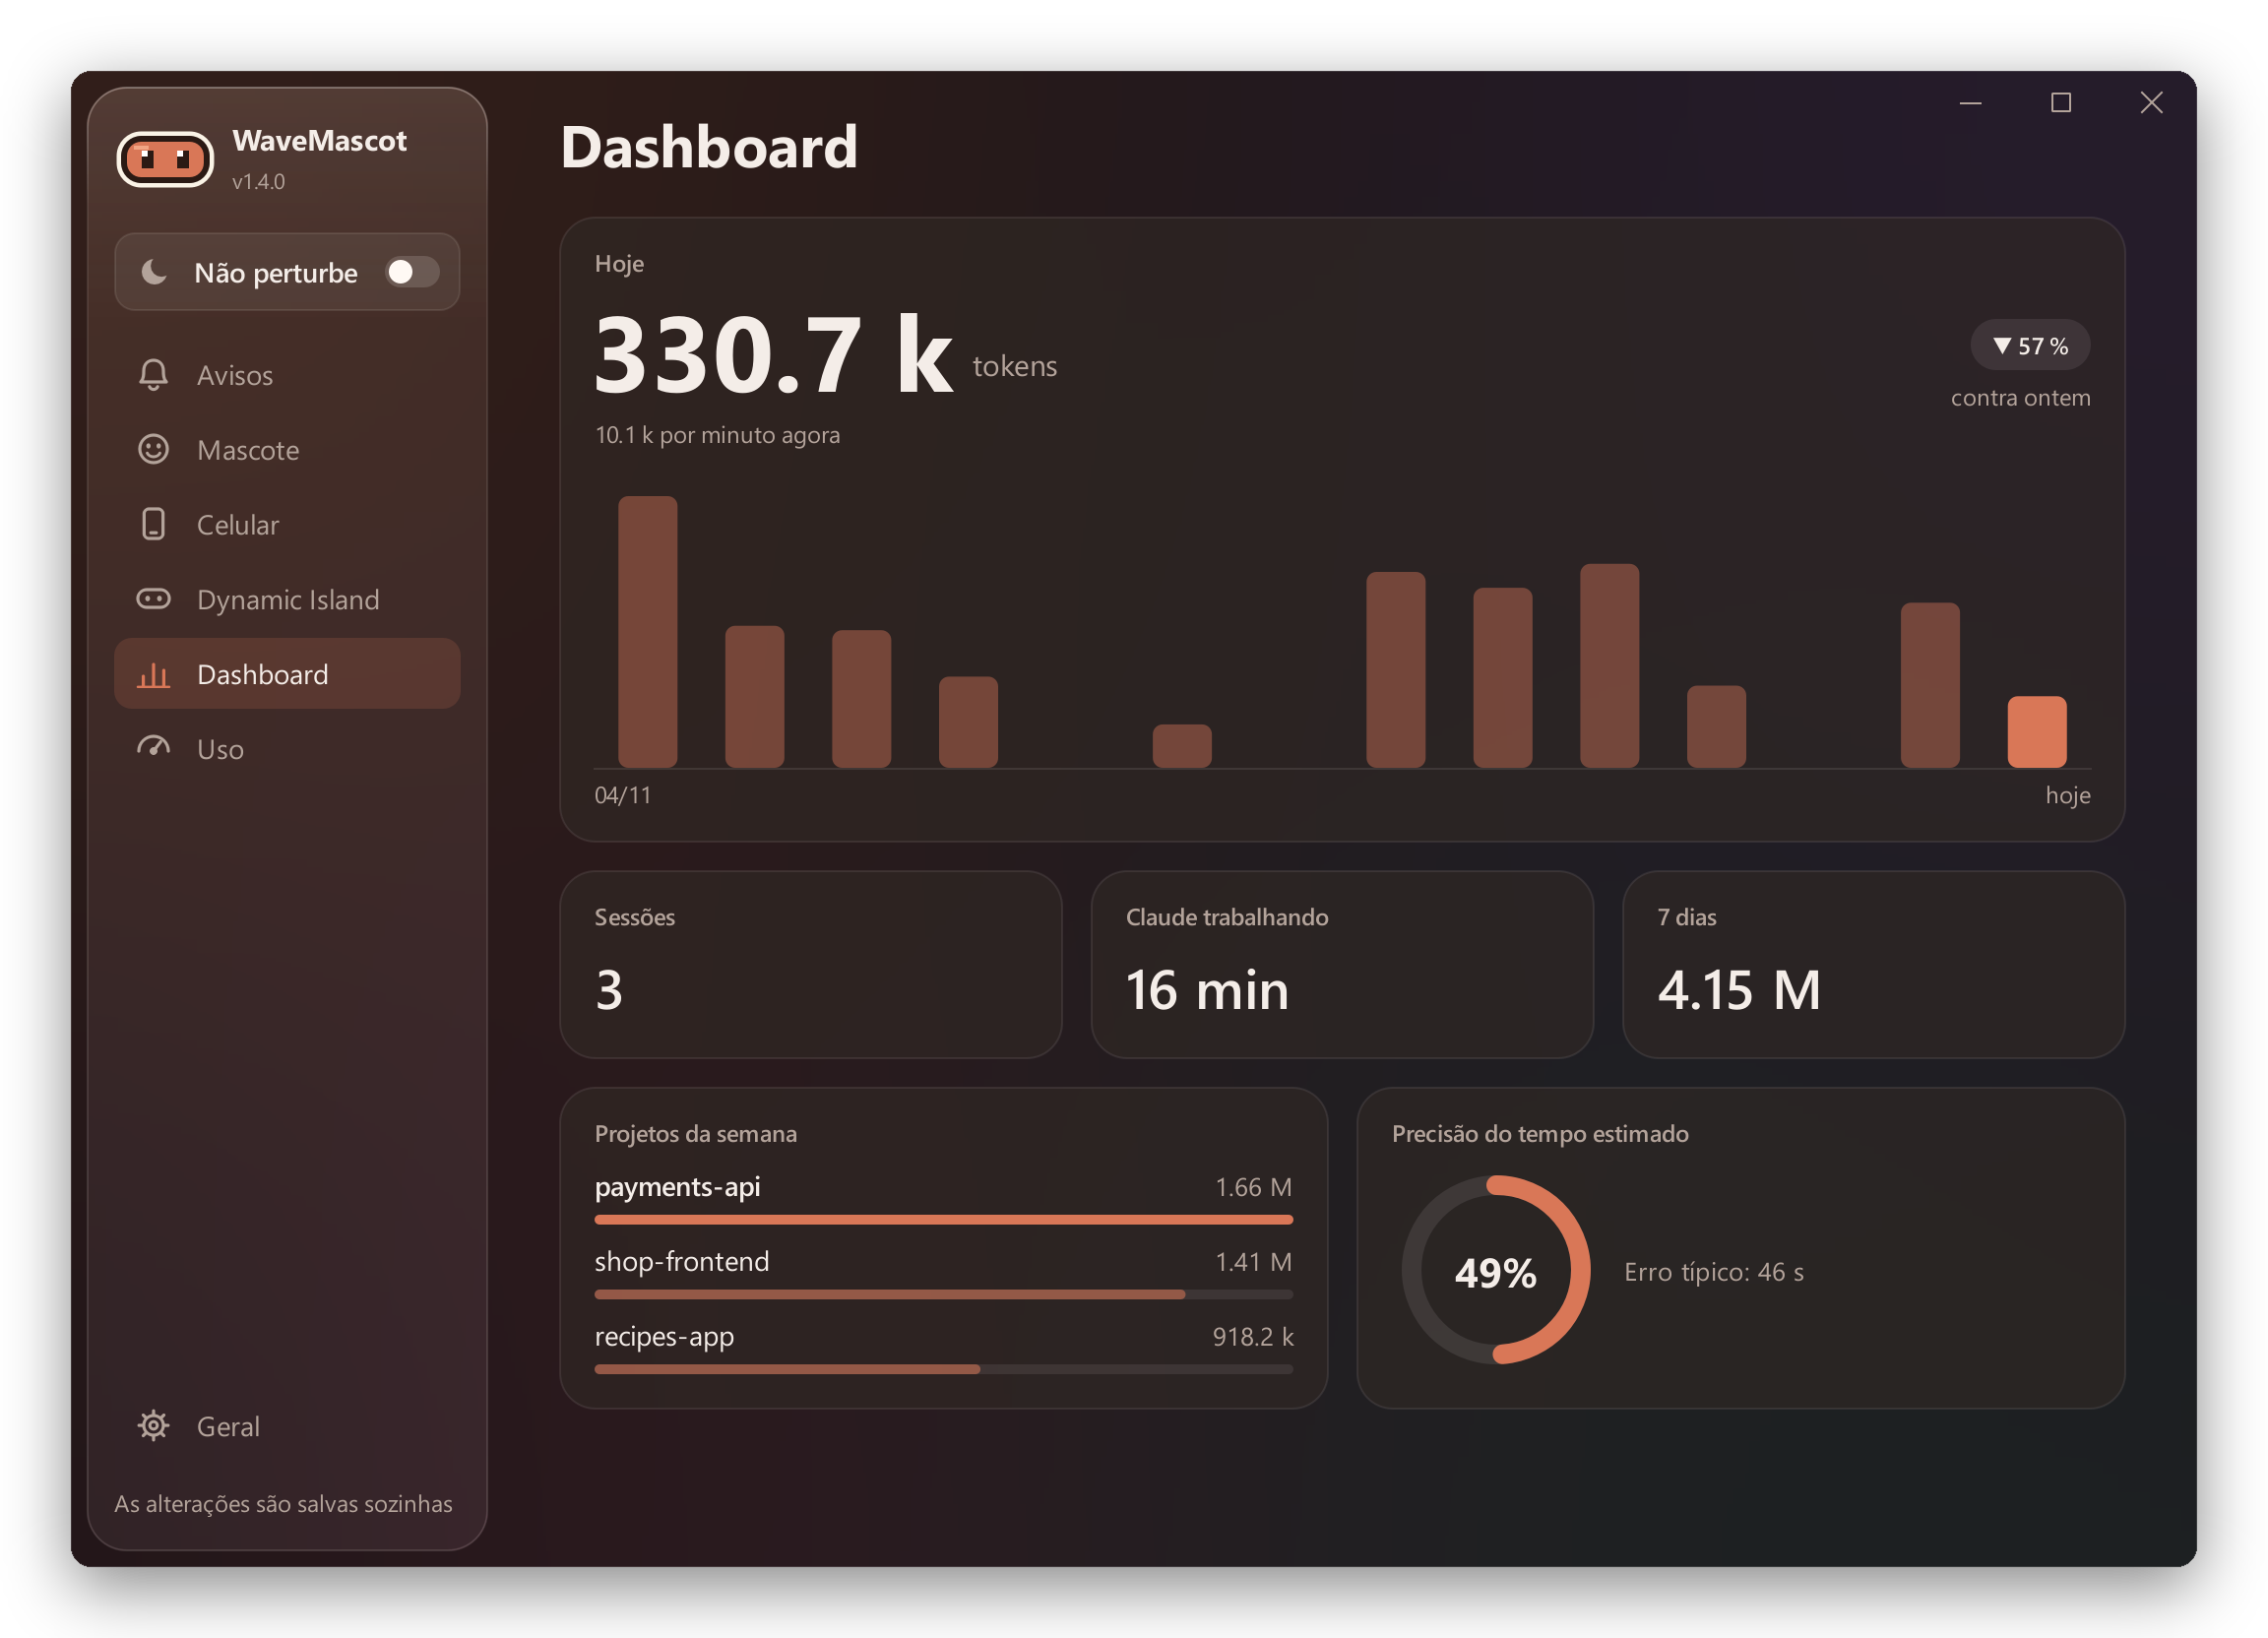 WaveMascot
v1.4.0
Não perturbe
Avisos
Mascote
Celular
Dynamic Island
Dashboard
Uso
Geral
As alterações são salvas sozinhas
Dashboard
Hoje
330.7 k tokens
10.1 k por minuto agora
▼ 57 %
contra ontem
04/11
hoje
Sessões
3
Claude trabalhando
16 min
7 dias
4.15 M
Projetos da semana
payments-api 1.66 M
shop-frontend 1.41 M
recipes-app 918.2 k
Precisão do tempo estimado
49%
Erro típico: 46 s